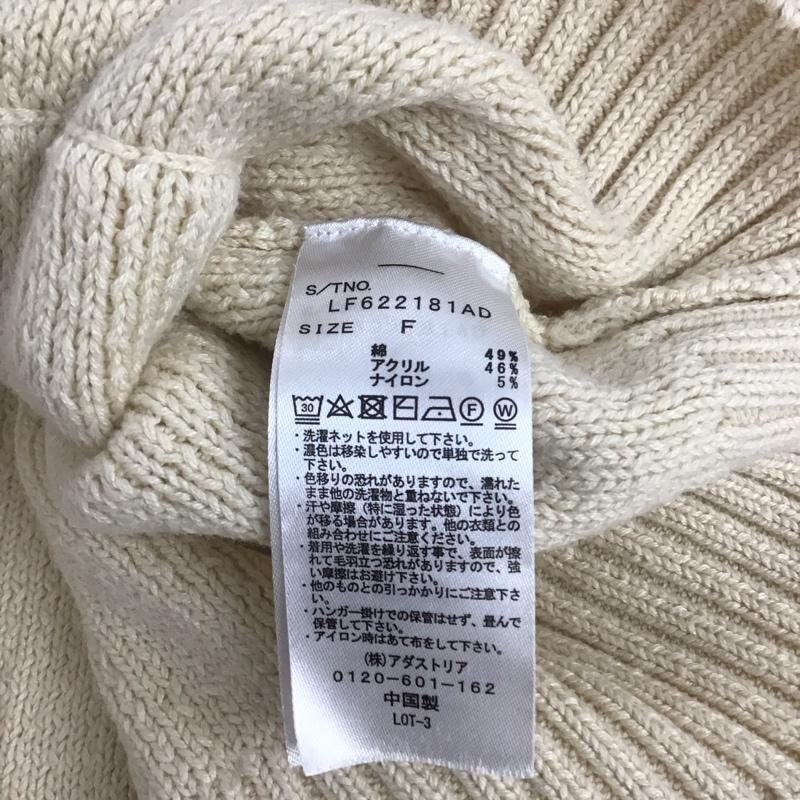 S/TNO.
LF622181AD
SIZE F
綿 49%
アクリル 46%
ナイロン 5%
30 F W
・洗濯ネットを使用して下さい。
・濃色は移染しやすいので単独で洗って
下さい。
・色移りの恐れがありますので、濡れた
まま他の洗濯物と重ねないで下さい。
・汗や摩擦（特に湿った状態）により色
が移る場合があります。他の衣類との
組み合わせにご注意ください。
・着用や洗濯を繰り返す事で、表面が擦
れて毛羽立つ恐れがありますので、強
い摩擦はお避け下さい。
・他のものとの引っかかりにご注意下さ
い。
・ハンガー掛けでの保管はせず、畳んで
保管して下さい。
・アイロン時はあて布をして下さい。
(株)アダストリア
0120-601-162
中国製
LOT-3